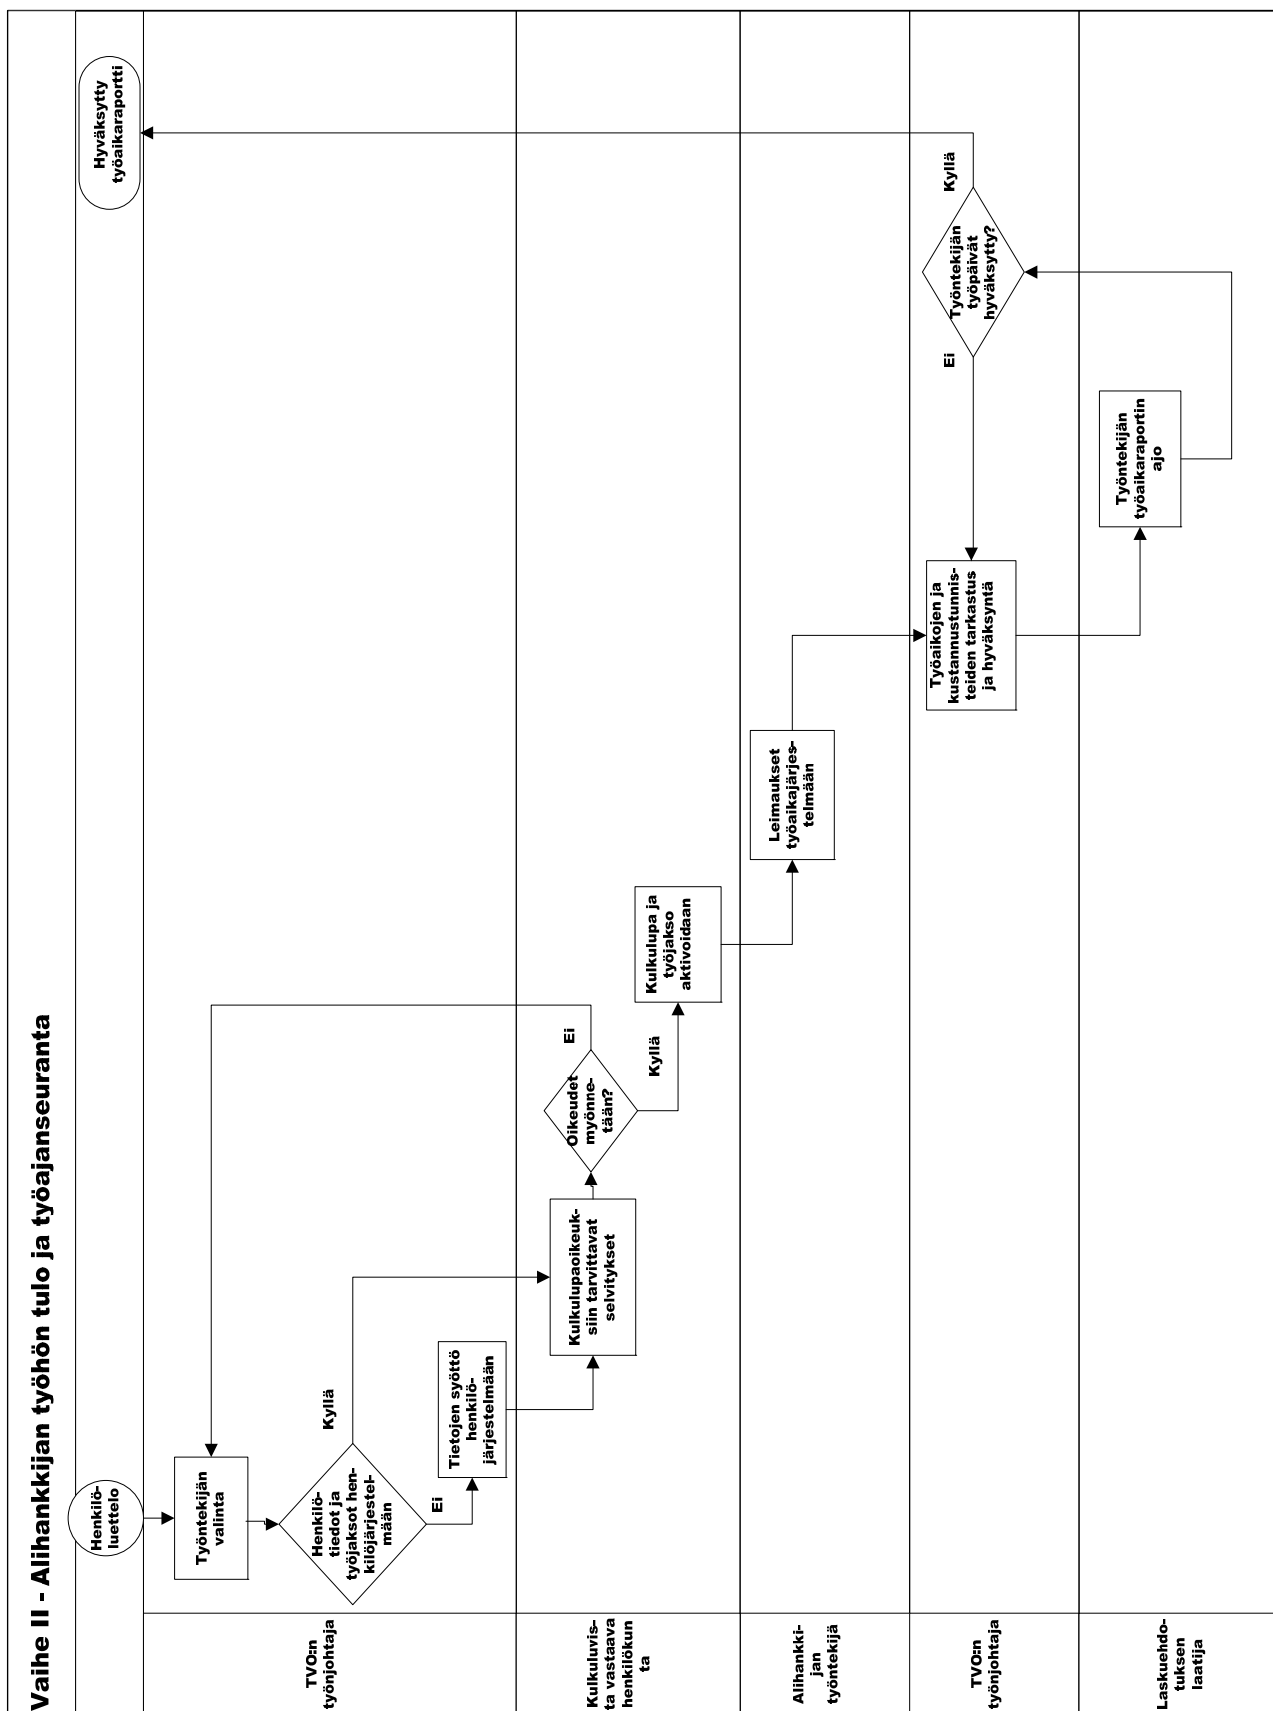 Vaihe II - Alihankkijan työhön tulo ja työajanseuranta
Henkilö-
luettelo
Hyväksytty
työaikaraportti
TVO:n
työnjohtaja
Työntekijän
valinta
Henkilö-
tiedot ja
työjaksot hen-
kilöjärjestel-
mään
Kyllä
Ei
Tietojen syöttö
henkilö-
järjestelmään
Kulkuluvis-
ta vastaava
henkilökun
ta
Kulkulupaoikeuk-
siin tarvittavat
selvitykset
Oikeudet
myönne-
tään?
Ei
Kyllä
Kulkulupa ja
työjakso
aktivoidaan
Alihankki-
jan
työntekijä
Leimaukset
työaikajärjes-
telmään
TVO:n
työnjohtaja
Työaikojen ja
kustannustunnis-
teiden tarkastus
ja hyväksyntä
Ei
Työntekijän
työpäivät
hyväksytty?
Kyllä
Laskuehdo-
tuksen
laatija
Työntekijän
työaikaraportin
ajo